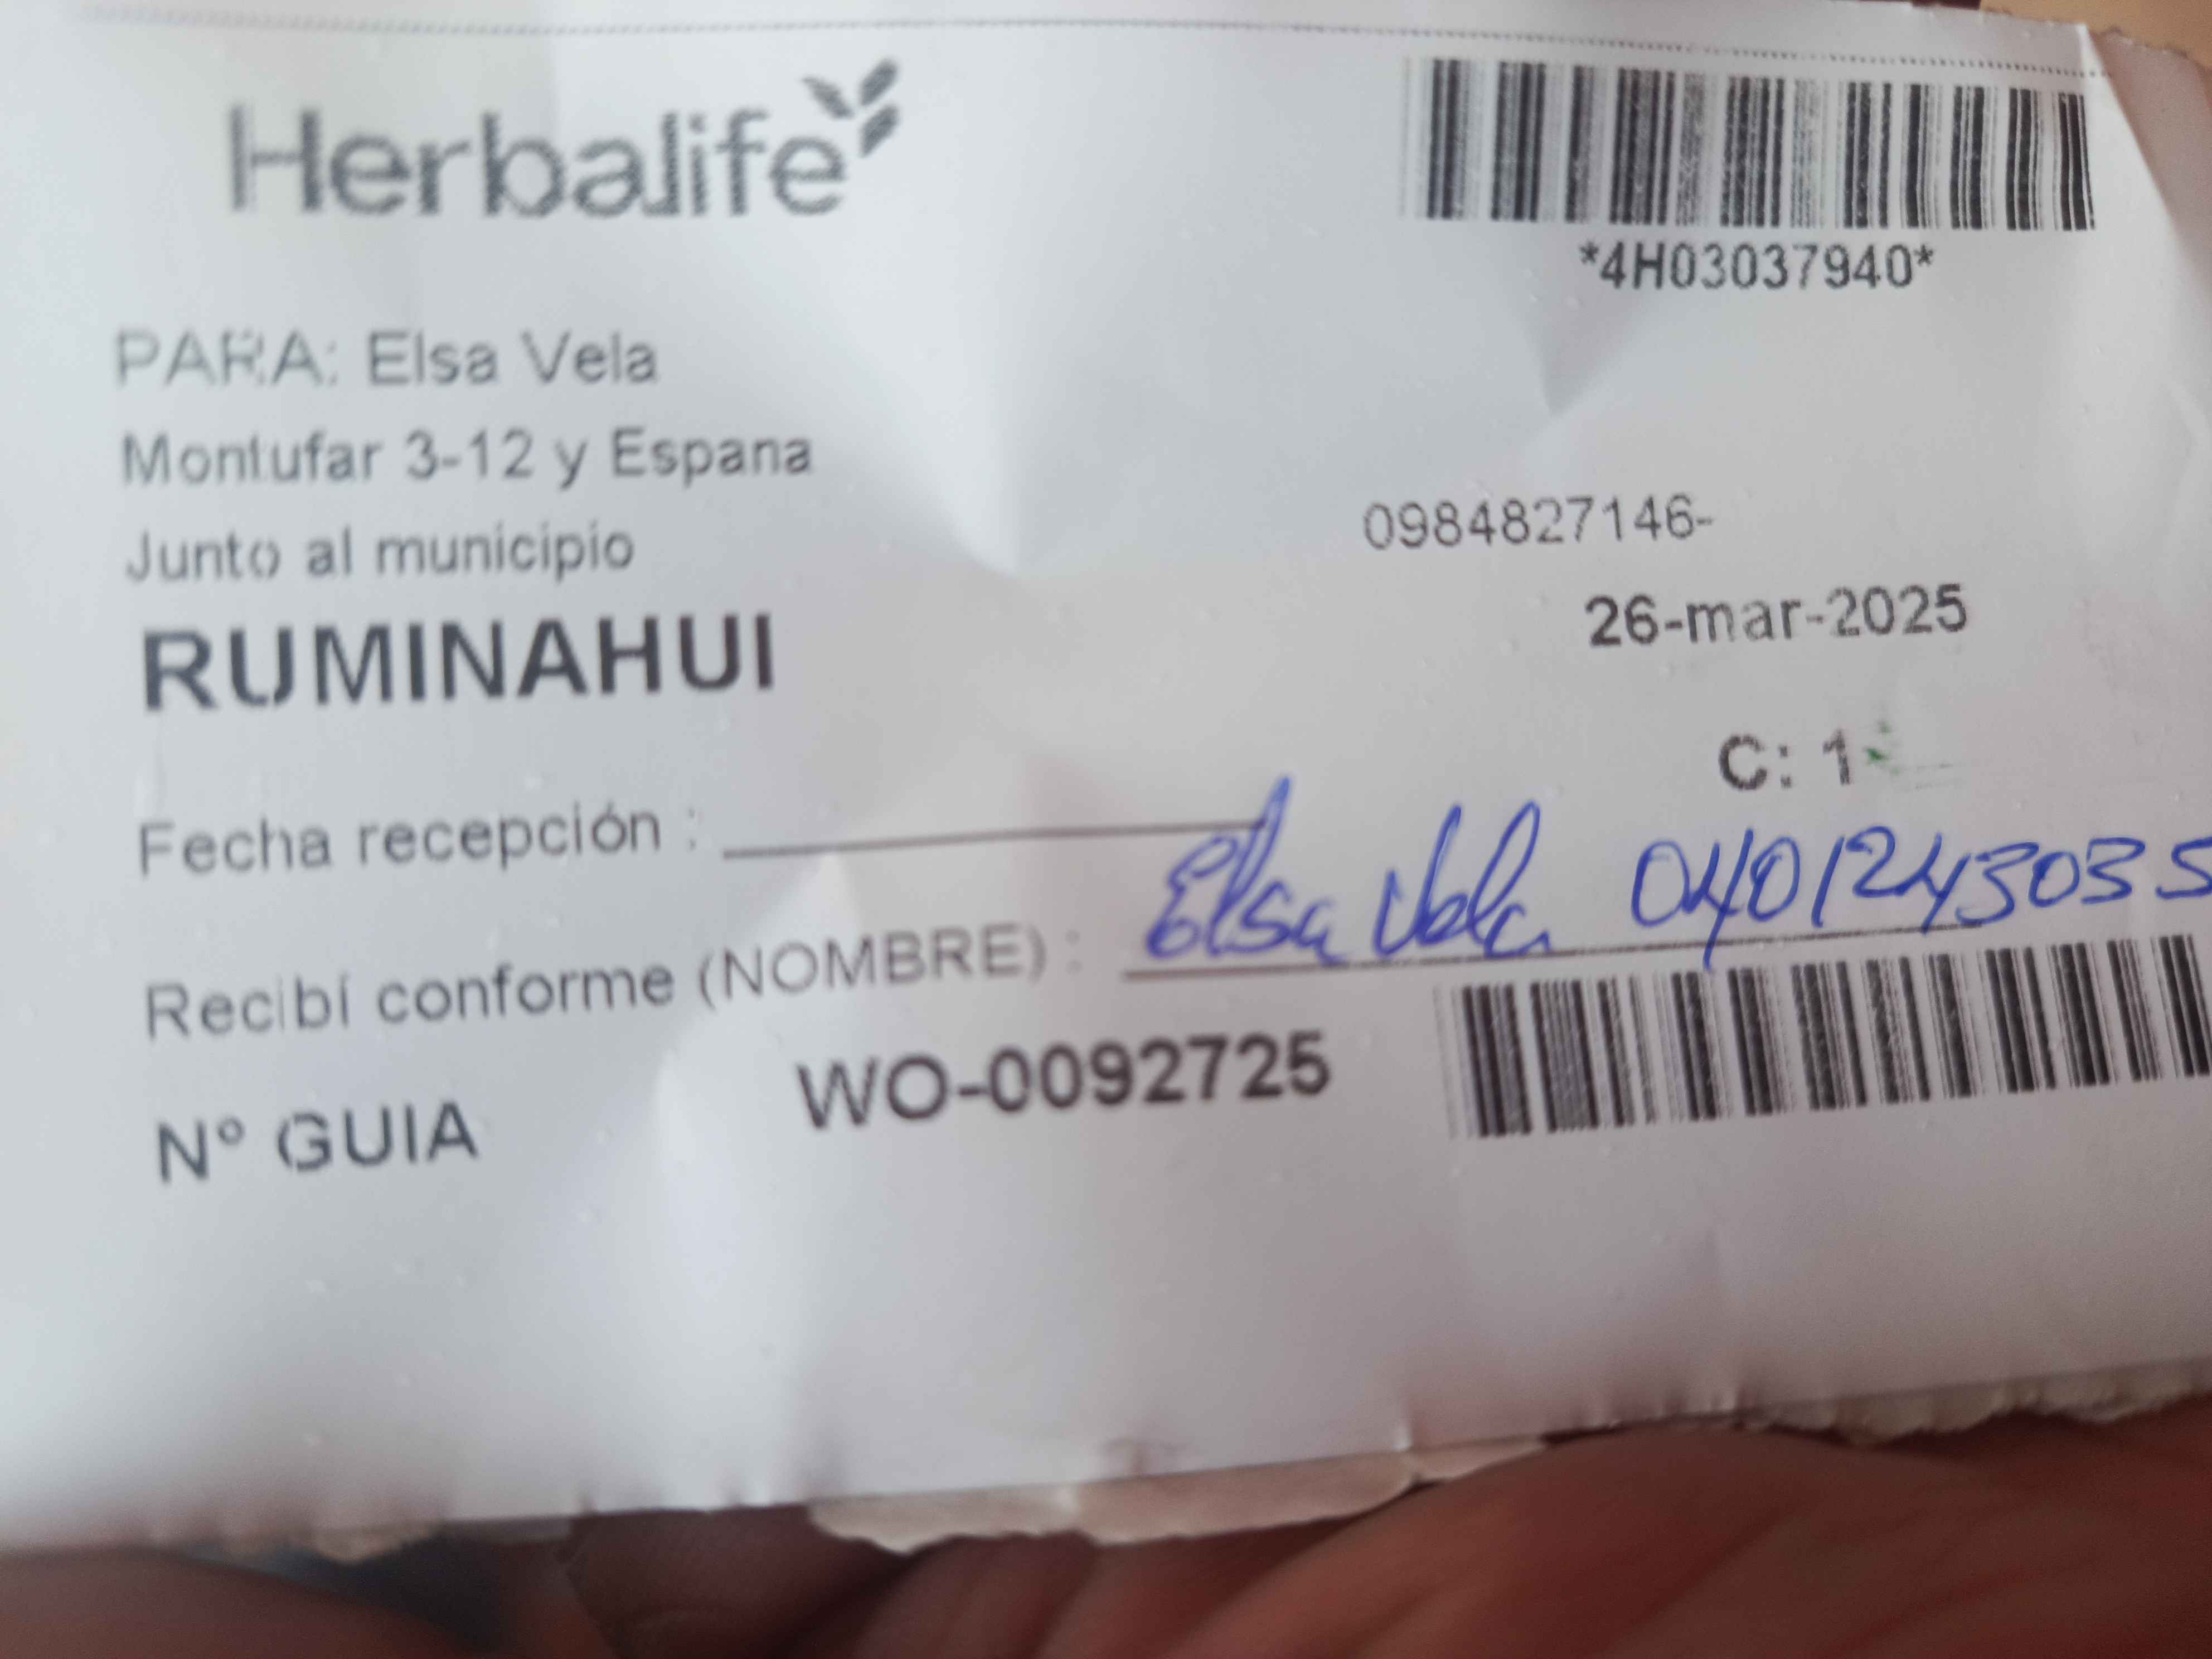 Herbalife
*4H03037940*
PARA: Elsa Vela
Montufar 3-12 y Espana
Junto al municipio
0984827146-
RUMINAHUI
26-mar-2025
C: 1
Fecha recepción :
Recibí conforme (NOMBRE) : Elsa Vela 0401243035
N° GUIA WO-0092725